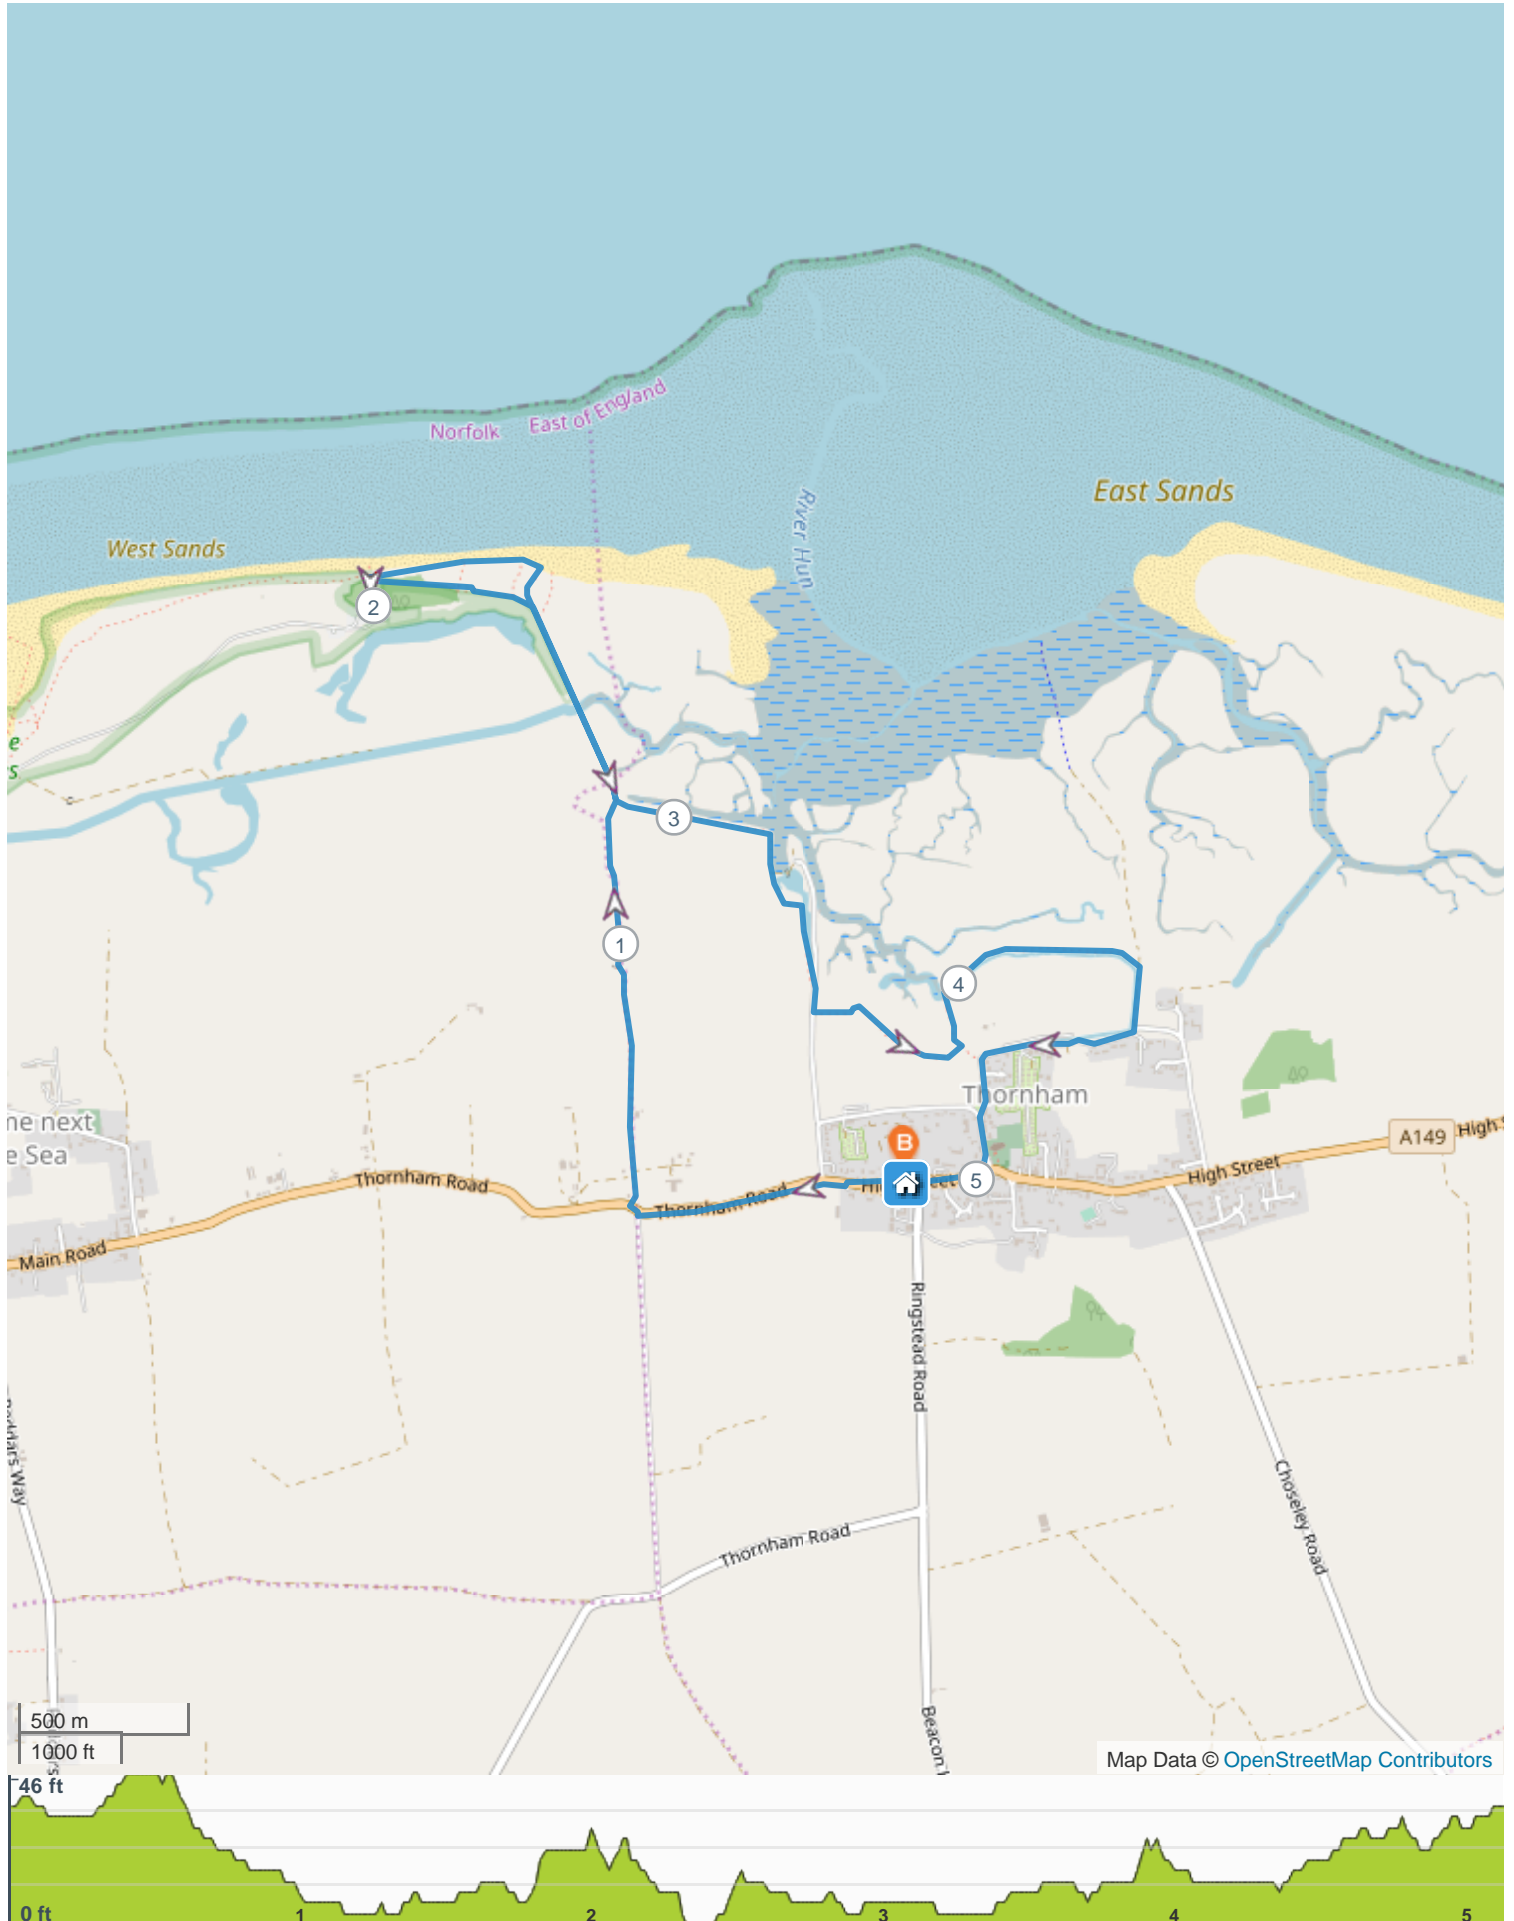 Norfolk
East of England
East Sands
River Hun
West Sands
2
e
s
3
1
4
Thornham
ne next
e Sea
B
A149
High S
Thornham Road
High Street
5
Thornham Road
Main Road
Ringstead Road
Choseley Road
Thornham Road
Beacon
500 m
1000 ft
Map Data © OpenStreetMap Contributors
46 ft
0 ft
1
2
3
4
5